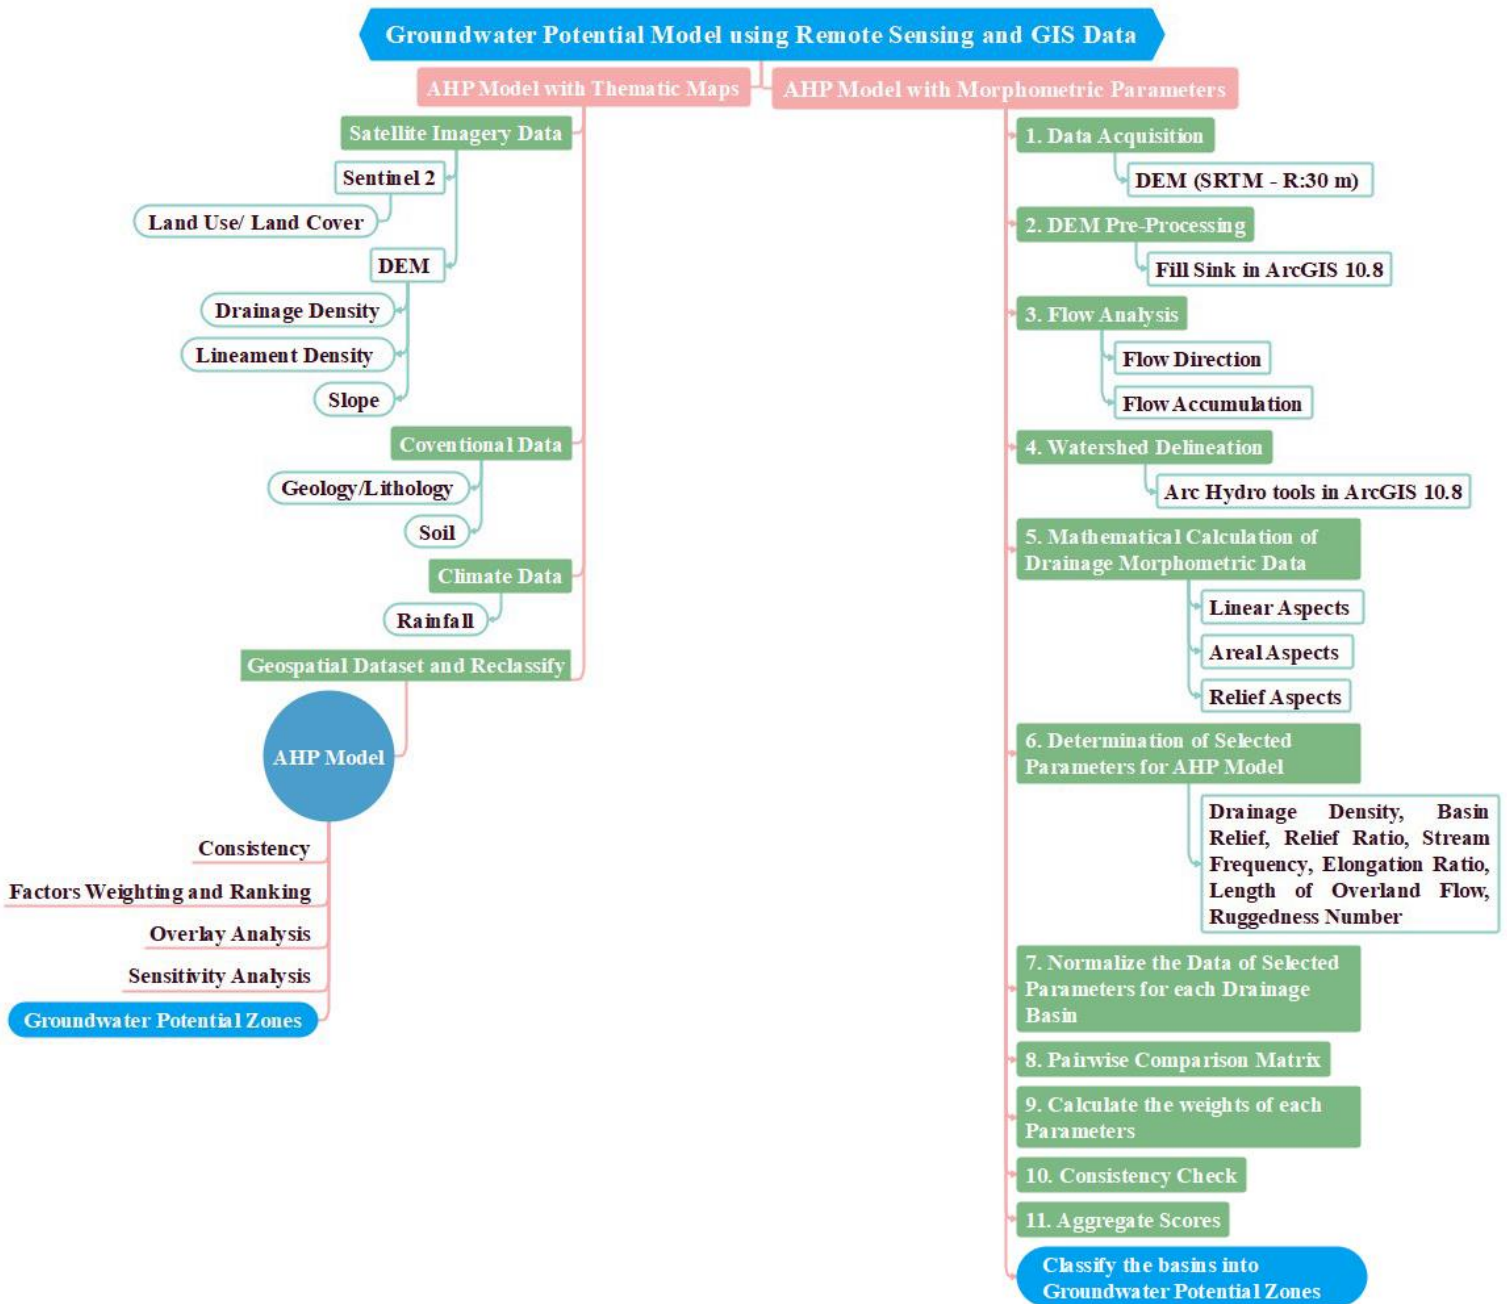 Groundwater Potential Model using Remote Sensing and GIS Data
AHP Model with Thematic Maps
Satellite Imagery Data
Sentinel 2
Land Use/ Land Cover
DEM
Drainage Density
Lineament Density
Slope
Coventional Data
Geology/Lithology
Soil
Climate Data
Rainfall
Geospatial Dataset and Reclassify
AHP Model
Consistency
Factors Weighting and Ranking
Overlay Analysis
Sensitivity Analysis
Groundwater Potential Zones
AHP Model with Morphometric Parameters
1. Data Acquisition
DEM (SRTM - R:30 m)
2. DEM Pre-Processing
Fill Sink in ArcGIS 10.8
3. Flow Analysis
Flow Direction
Flow Accumulation
4. Watershed Delineation
Arc Hydro tools in ArcGIS 10.8
5. Mathematical Calculation of
Drainage Morphometric Data
Linear Aspects
Areal Aspects
Relief Aspects
6. Determination of Selected
Parameters for AHP Model
Drainage Density, Basin
Relief, Relief Ratio, Stream
Frequency, Elongation Ratio,
Length of Overland Flow,
Ruggedness Number
7. Normalize the Data of Selected
Parameters for each Drainage
Basin
8. Pairwise Comparison Matrix
9. Calculate the weights of each
Parameters
10. Consistency Check
11. Aggregate Scores
Classify the basins into
Groundwater Potential Zones